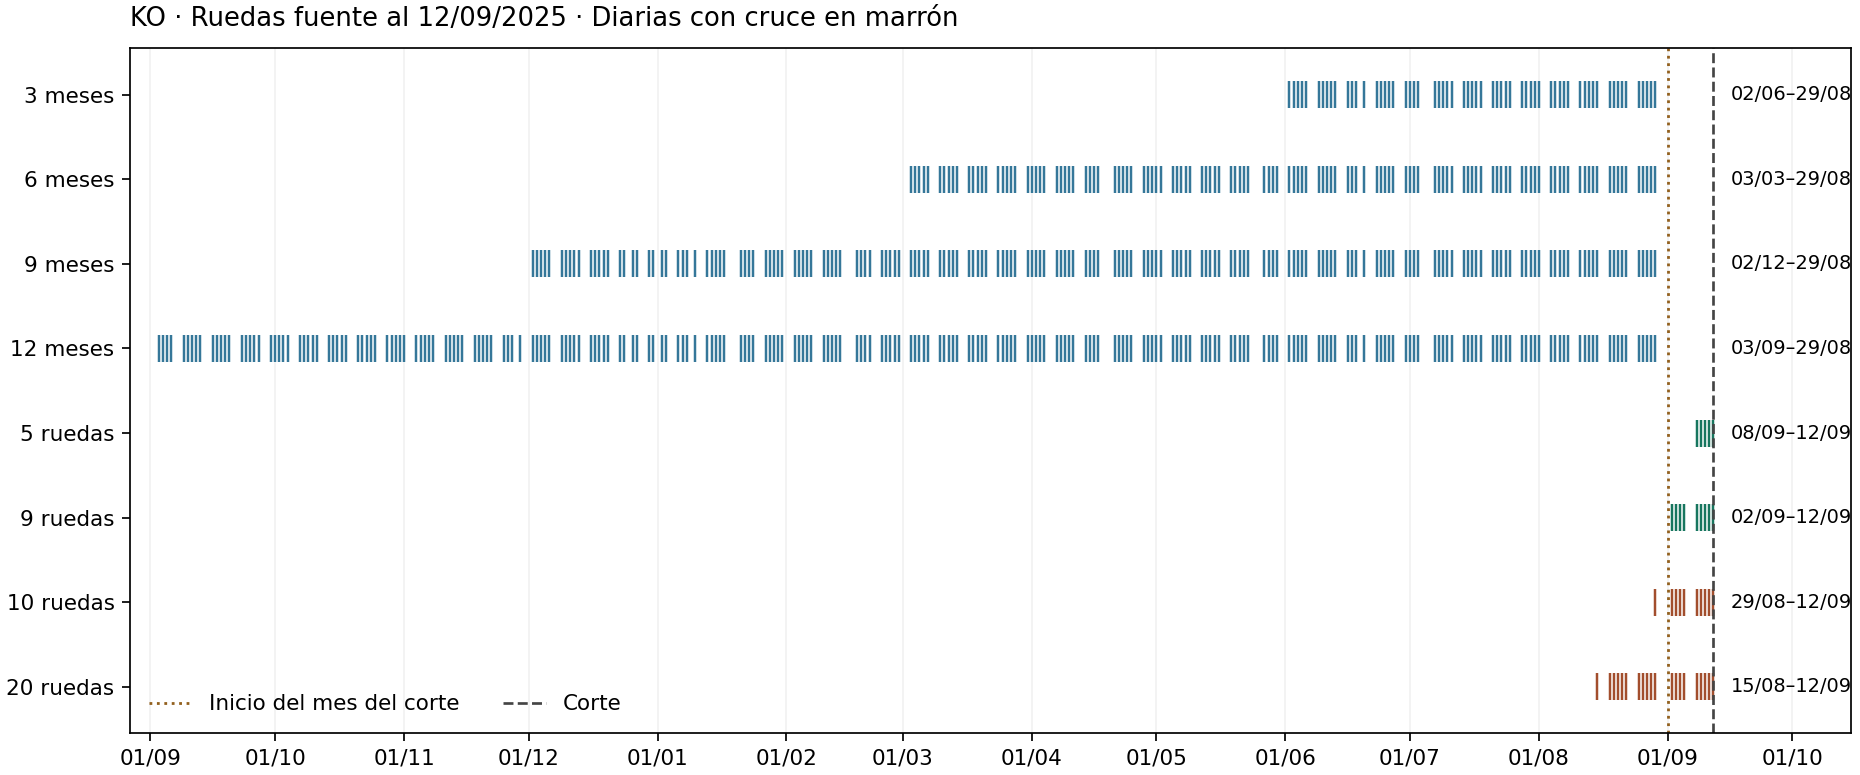 KO · Ruedas fuente al 12/09/2025 · Diarias con cruce en marrón
3 meses
02/06–29/08
6 meses
03/03–29/08
9 meses
02/12–29/08
12 meses
03/09–29/08
5 ruedas
08/09–12/09
9 ruedas
02/09–12/09
10 ruedas
29/08–12/09
20 ruedas
15/08–12/09
Inicio del mes del corte
Corte
01/09 01/10 01/11 01/12 01/01 01/02 01/03 01/04 01/05 01/06 01/07 01/08 01/09 01/10